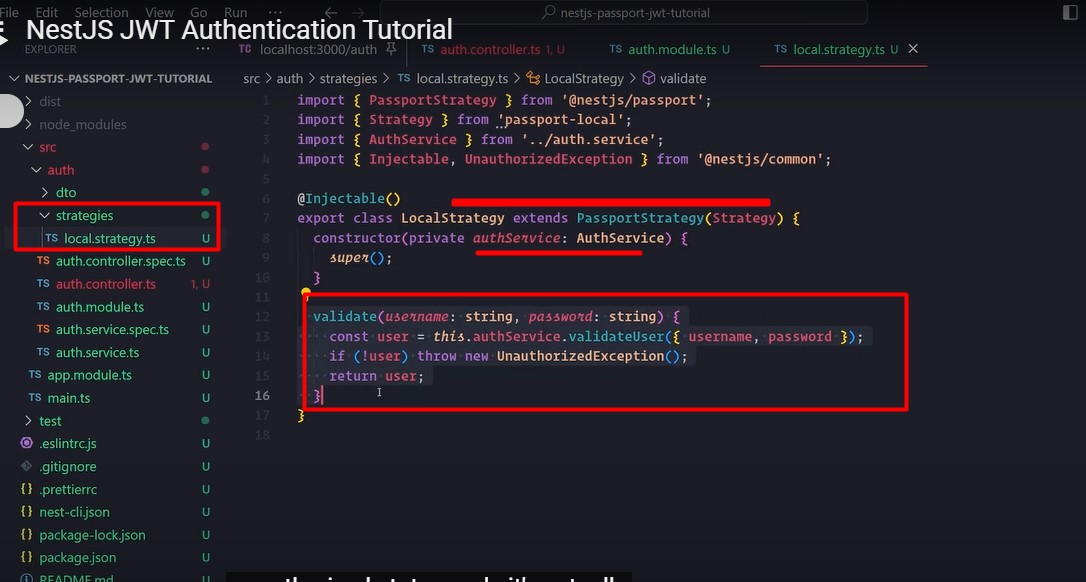 File Edit Selection View Go Run ···
nestjs-passport-jwt-tutorial
NestJS JWT Authentication Tutorial
EXPLORER ···
TC localhost:3000/auth
TS auth.controller.ts 1, U
TS auth.module.ts U
TS local.strategy.ts U
NESTJS-PASSPORT-JWT-TUTORIAL
dist
node_modules
src
auth
dto
strategies
TS local.strategy.ts U
TS auth.controller.spec.ts U
TS auth.controller.ts 1, U
TS auth.module.ts U
TS auth.service.spec.ts U
TS auth.service.ts U
TS app.module.ts U
TS main.ts U
test
.eslintrc.js U
.gitignore U
{} .prettierrc U
{} nest-cli.json U
{} package-lock.json U
{} package.json U
README.md U
src > auth > strategies > TS local.strategy.ts > LocalStrategy > validate
1 import { PassportStrategy } from '@nestjs/passport';
2 import { Strategy } from 'passport-local';
3 import { AuthService } from '../auth.service';
4 import { Injectable, UnauthorizedException } from '@nestjs/common';
5
6 @Injectable()
7 export class LocalStrategy extends PassportStrategy(Strategy) {
8 constructor(private authService: AuthService) {
9 super();
10 }
11
12 validate(username: string, password: string) {
13 const user = this.authService.validateUser({ username, password });
14 if (!user) throw new UnauthorizedException();
15 return user;
16 }
17 }
18